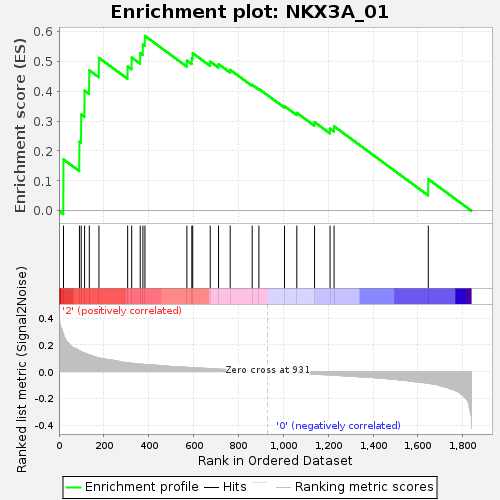 Enrichment plot: NKX3A_01
Enrichment score (ES)
0.6
0.5
0.4
0.3
0.2
0.1
0.0
'2' (positively correlated)
Ranked list metric (Signal2Noise)
0.4
0.2
0.0
-0.2
-0.4
Zero cross at 931
'0' (negatively correlated)
0 200 400 600 800 1,000 1,200 1,400 1,600 1,800
Rank in Ordered Dataset
Enrichment profile Hits Ranking metric scores